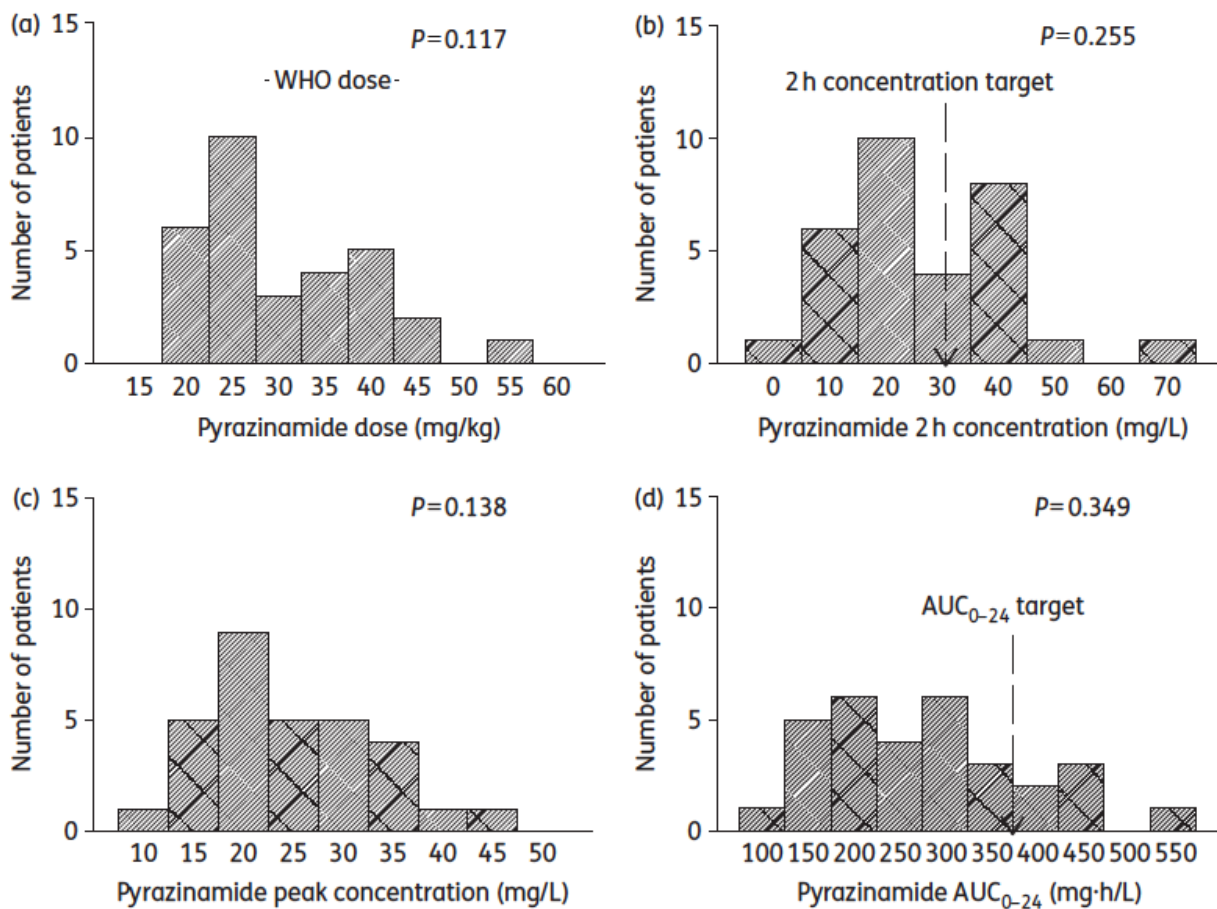 (a)
15
10
5
0
Number of patients
P=0.117
- WHO dose -
15 20 25 30 35 40 45 50 55 60
Pyrazinamide dose (mg/kg)
(b)
15
10
5
0
Number of patients
P=0.255
2 h concentration target
0 10 20 30 40 50 60 70
Pyrazinamide 2 h concentration (mg/L)
(c)
15
10
5
0
Number of patients
P=0.138
10 15 20 25 30 35 40 45 50
Pyrazinamide peak concentration (mg/L)
(d)
15
10
5
0
Number of patients
P=0.349
AUC₀₋₂₄ target
100 150 200 250 300 350 400 450 500 550
Pyrazinamide AUC₀₋₂₄ (mg·h/L)